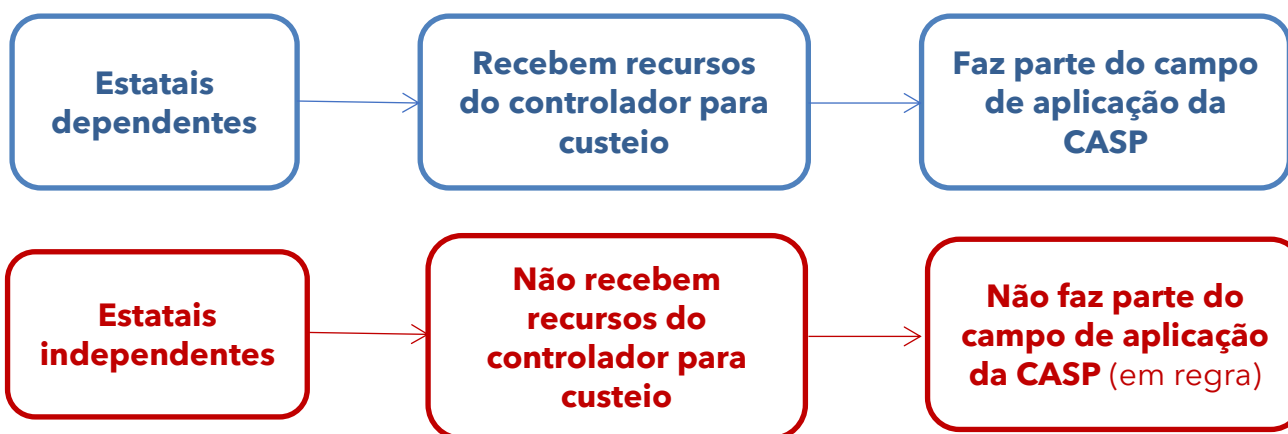 Estatais
dependentes
Recebem recursos
do controlador para
custeio
Faz parte do campo
de aplicação da
CASP
Estatais
independentes
Não recebem
recursos do
controlador para
custeio
Não faz parte do
campo de aplicação
da CASP (em regra)